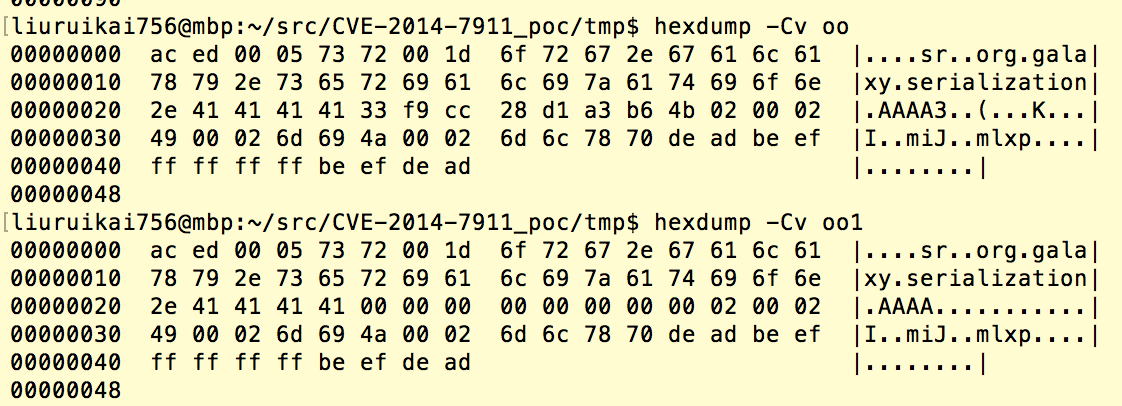 [liuruikai756@mbp:~/src/CVE-2014-7911_poc/tmp$ hexdump -Cv oo
00000000  ac ed 00 05 73 72 00 1d  6f 72 67 2e 67 61 6c 61  |....sr..org.gala|
00000010  78 79 2e 73 65 72 69 61  6c 69 7a 61 74 69 6f 6e  |xy.serialization|
00000020  2e 41 41 41 41 33 f9 cc  28 d1 a3 b6 4b 02 00 02  |.AAAA3..(...K...|
00000030  49 00 02 6d 69 4a 00 02  6d 6c 78 70 de ad be ef  |I..miJ..mlxp....|
00000040  ff ff ff ff be ef de ad                           |........|
00000048
[liuruikai756@mbp:~/src/CVE-2014-7911_poc/tmp$ hexdump -Cv oo1
00000000  ac ed 00 05 73 72 00 1d  6f 72 67 2e 67 61 6c 61  |....sr..org.gala|
00000010  78 79 2e 73 65 72 69 61  6c 69 7a 61 74 69 6f 6e  |xy.serialization|
00000020  2e 41 41 41 41 00 00 00  00 00 00 00 00 02 00 02  |.AAAA...........|
00000030  49 00 02 6d 69 4a 00 02  6d 6c 78 70 de ad be ef  |I..miJ..mlxp....|
00000040  ff ff ff ff be ef de ad                           |........|
00000048